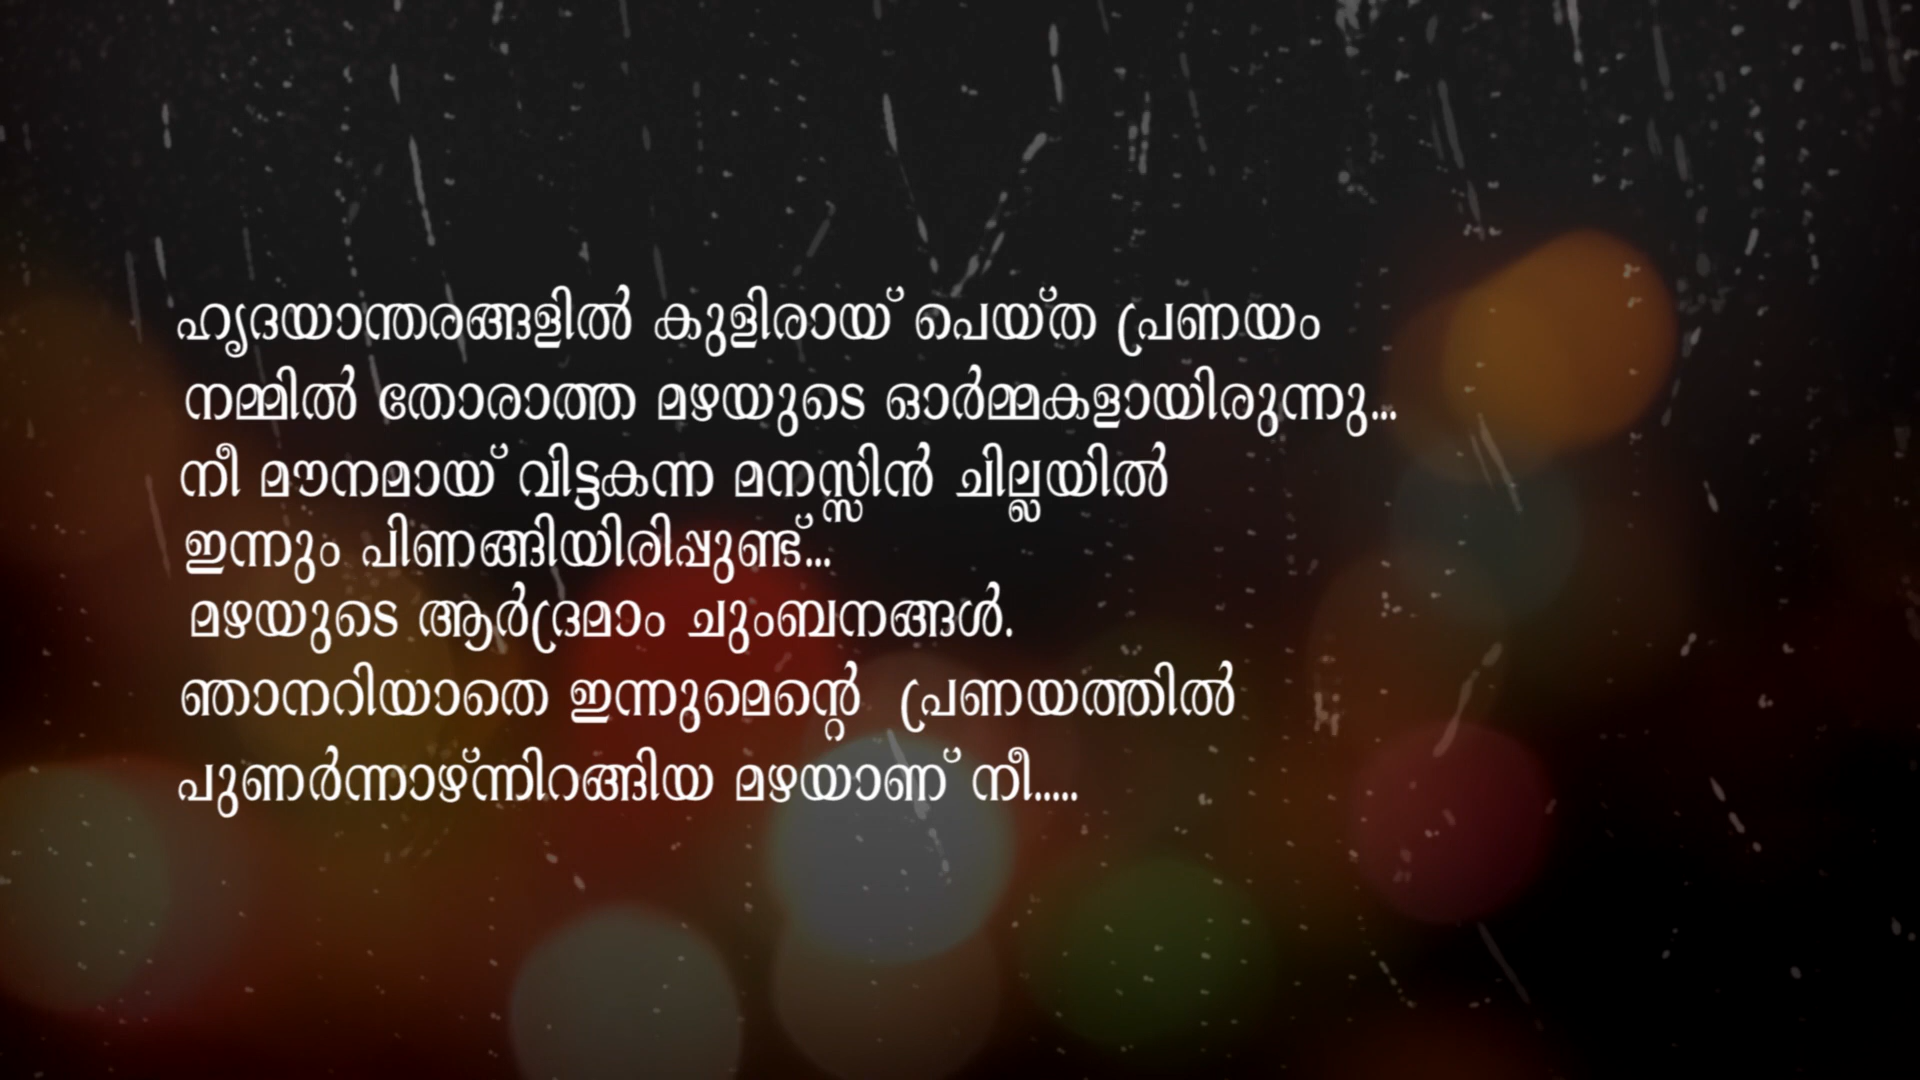 ഹൃദയാന്തരങ്ങളിൽ കുളിരായ് പെയ്ത പ്രണയം
നമ്മിൽ തോരാത്ത മഴയുടെ ഓർമ്മകളായിരുന്നു...
നീ മൗനമായ് വിട്ടകന്ന മനസ്സിൻ ചില്ലയിൽ
ഇന്നും പിണങ്ങിയിരിപ്പുണ്ട്...
മഴയുടെ ആർദ്രമാം ചുംബനങ്ങൾ.
ഞാനറിയാതെ ഇന്നുമെന്റെ പ്രണയത്തിൽ
പുണർന്നാഴ്ന്നിറങ്ങിയ മഴയാണ് നീ.....